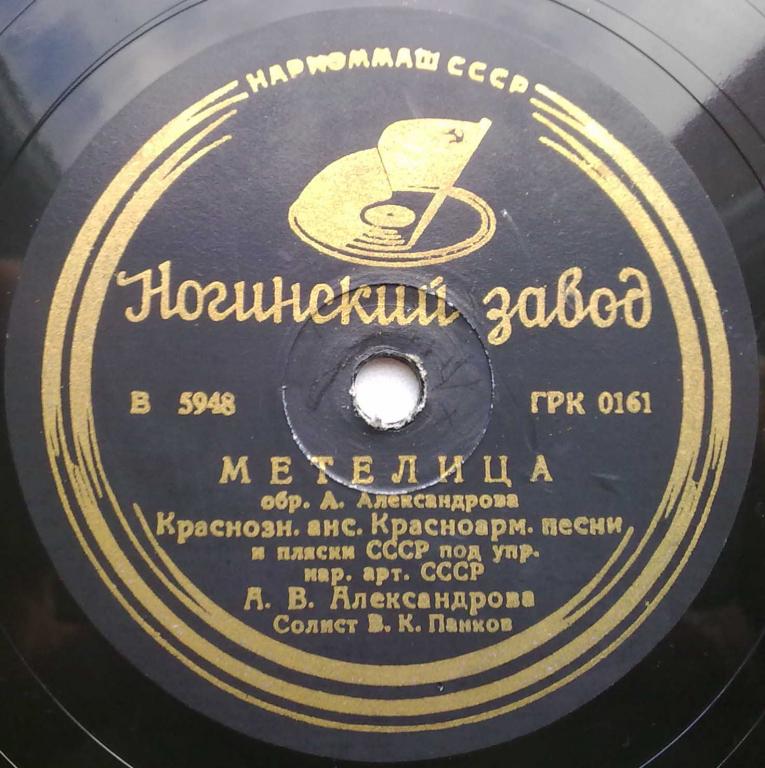 НАРКОММАШ СССР
Ногинский завод
В 5948 ГРК 0161
МЕТЕЛИЦА
обр. А. Александрова
Краснозн. анс. Красноарм. песни
и пляски СССР под упр.
нар. арт. СССР
А. В. Александрова
Солист В. К. Панков